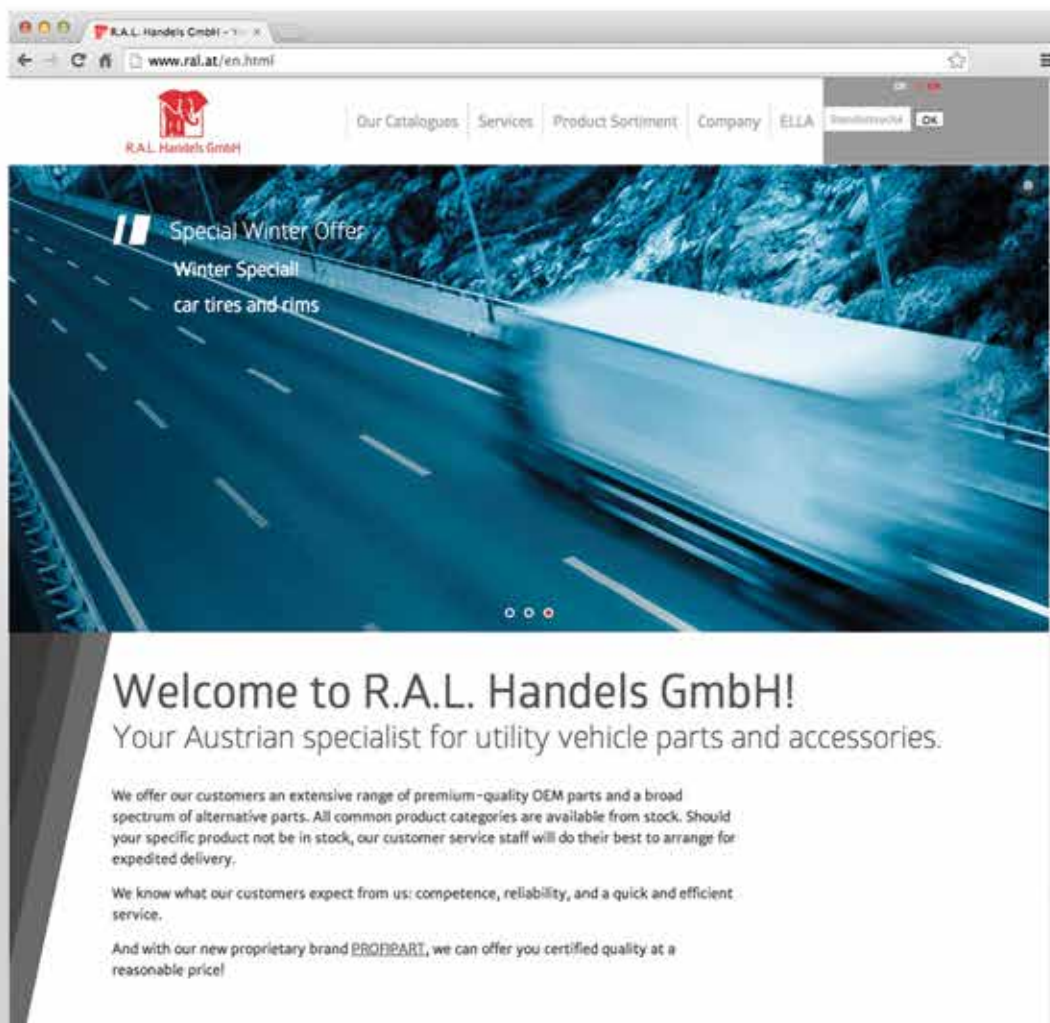 R.A.L. Handels GmbH -
www.ral.at/en.html
R.A.L. Handels GmbH
Our Catalogues
Services
Product Sortiment
Company
ELLA
OK
Special Winter Offer
Winter Speciall
car tires and rims
Welcome to R.A.L. Handels GmbH!
Your Austrian specialist for utility vehicle parts and accessories.
We offer our customers an extensive range of premium-quality OEM parts and a broad
spectrum of alternative parts. All common product categories are available from stock. Should
your specific product not be in stock, our customer service staff will do their best to arrange for
expedited delivery.
We know what our customers expect from us: competence, reliability, and a quick and efficient
service.
And with our new proprietary brand PROFIPART, we can offer you certified quality at a
reasonable price!